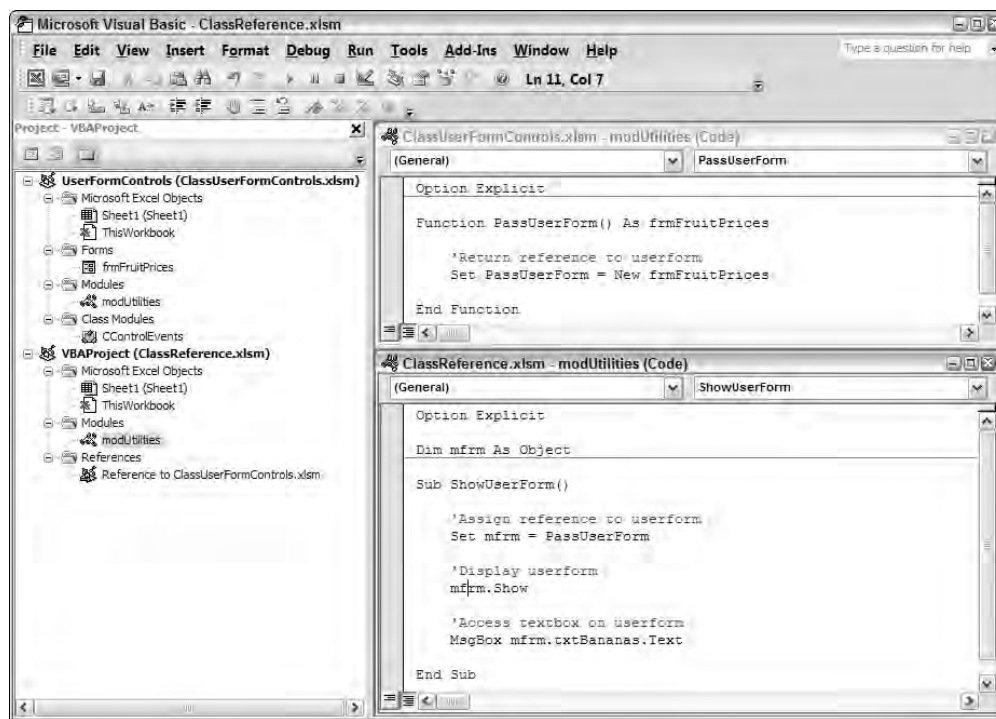 Microsoft Visual Basic - ClassReference.xlsm
File Edit View Insert Format Debug Run Tools Add-Ins Window Help
Type a question for help
Ln 11, Col 7
Project - VBAProject
UserFormControls (ClassUserFormControls.xlsm)
Microsoft Excel Objects
Sheet1 (Sheet1)
ThisWorkbook
Forms
frmFruitPrices
Modules
modUtilities
Class Modules
CControlEvents
VBAProject (ClassReference.xlsm)
Microsoft Excel Objects
Sheet1 (Sheet1)
ThisWorkbook
Modules
modUtilities
References
Reference to ClassUserFormControls.xlsm
ClassUserFormControls.xlsm - modUtilities (Code)
(General) PassUserForm
Option Explicit
Function PassUserForm() As frmFruitPrices
'Return reference to userform
Set PassUserForm = New frmFruitPrices
End Function
ClassReference.xlsm - modUtilities (Code)
(General) ShowUserForm
Option Explicit
Dim mfrm As Object
Sub ShowUserForm()
'Assign reference to userform
Set mfrm = PassUserForm
'Display userform
mfrm.Show
'Access textbox on userform
MsgBox mfrm.txtBananas.Text
End Sub